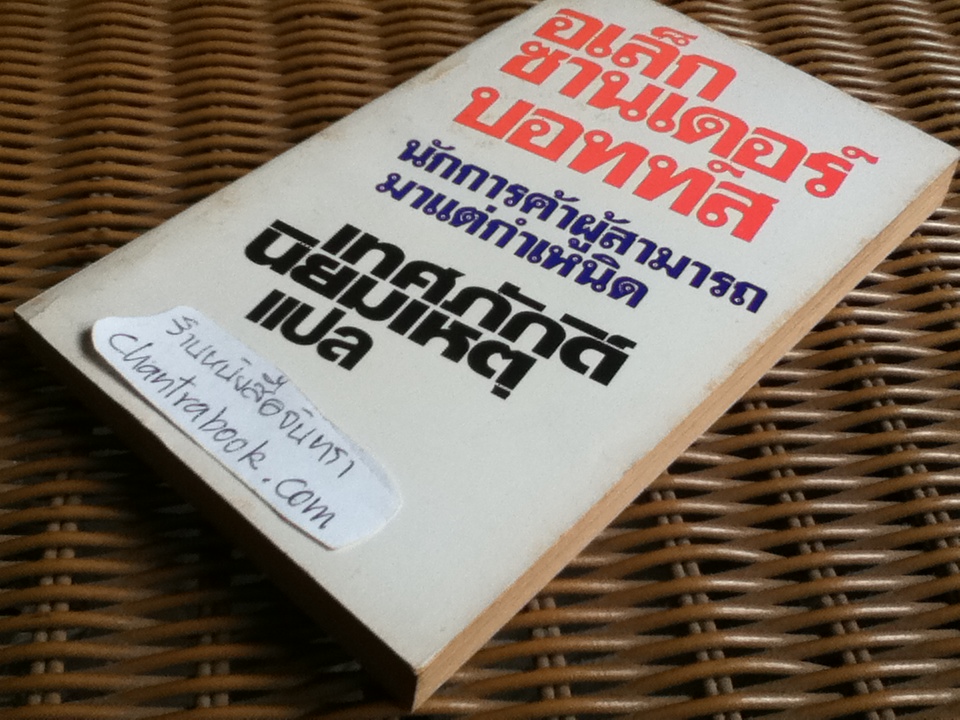 อเล็ก
ซานเดอร์
บอททัส
นักการค้าผู้สามารถ
มาแต่กำเหนิด
เทศภักดิ์
นิยมเหตุ
แปล
ร้านหนังสือจันทรา
chantrabook.com